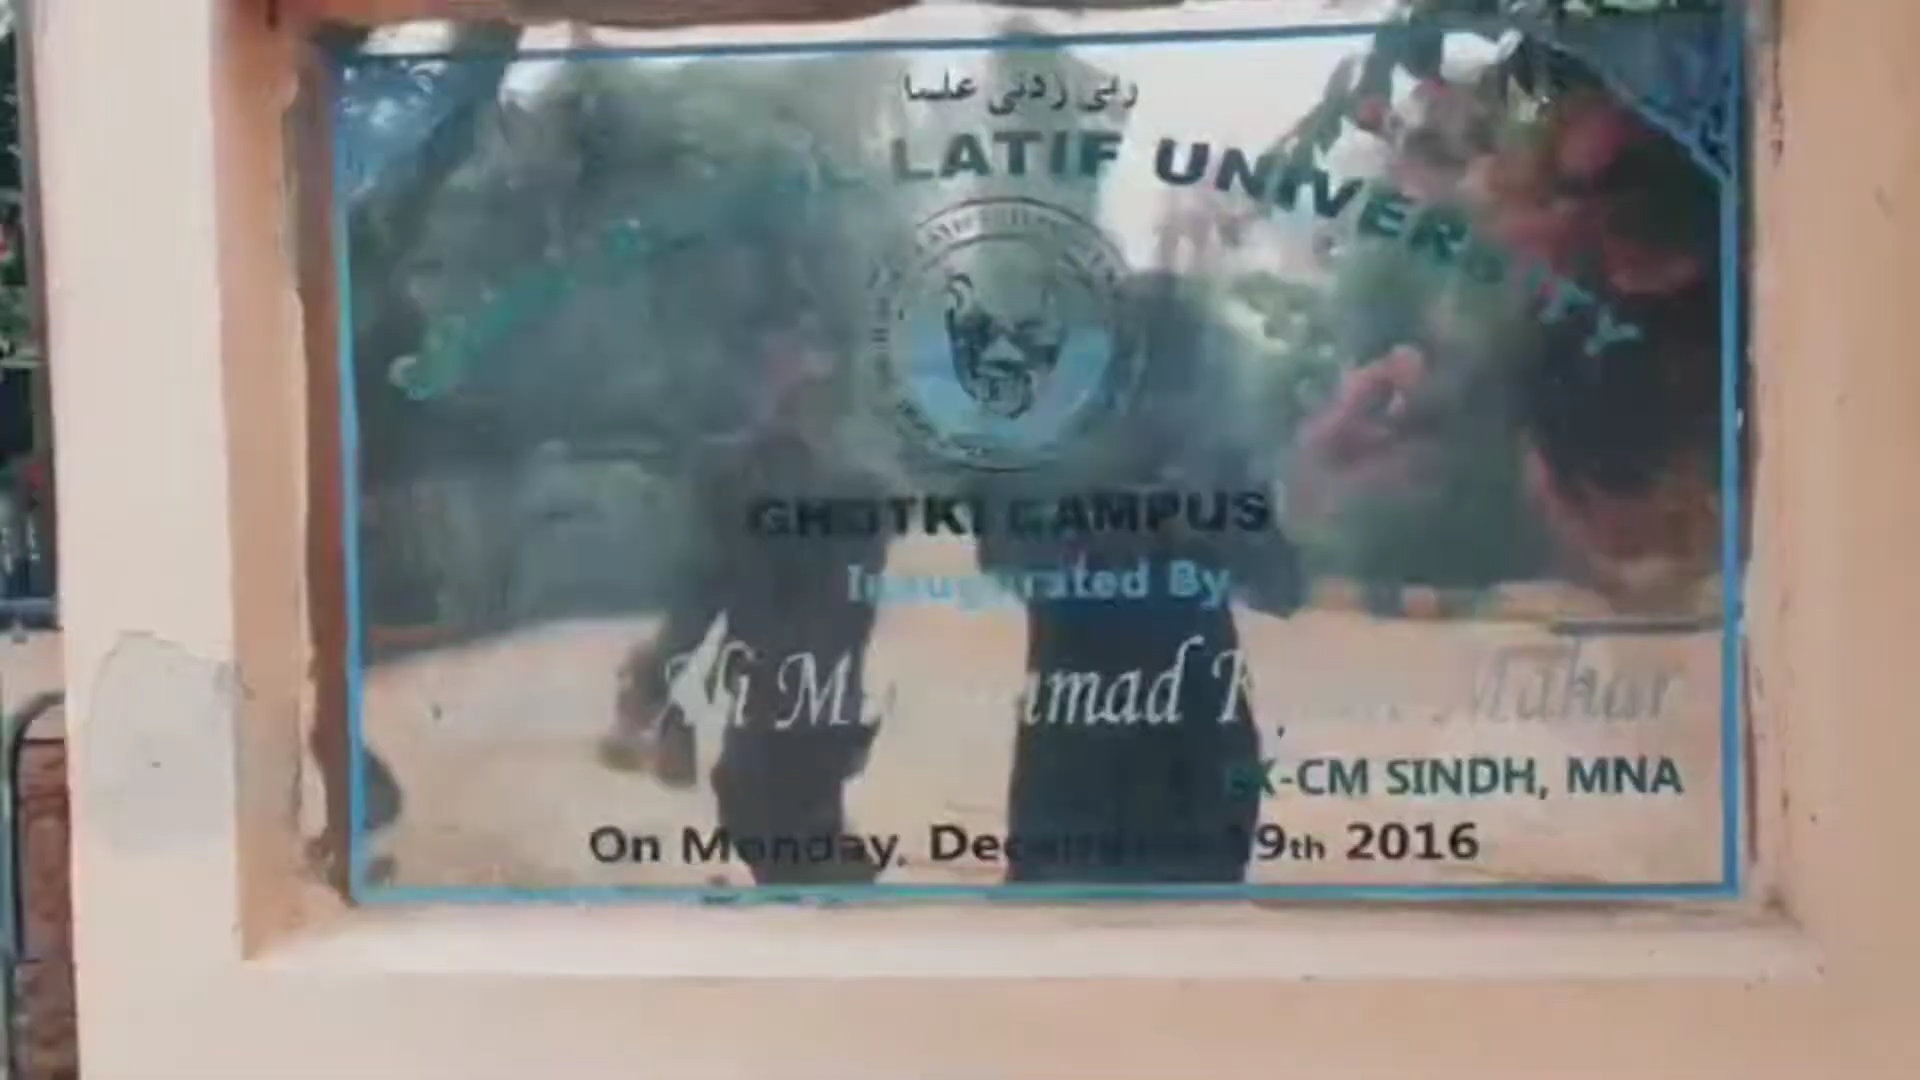 ربی زدنی علما
LATIF UNIVERSITY
GHOTKI CAMPUS
Inaugurated By
Ali Muhammad Mahar
EX-CM SINDH, MNA
On Monday, December 19th 2016